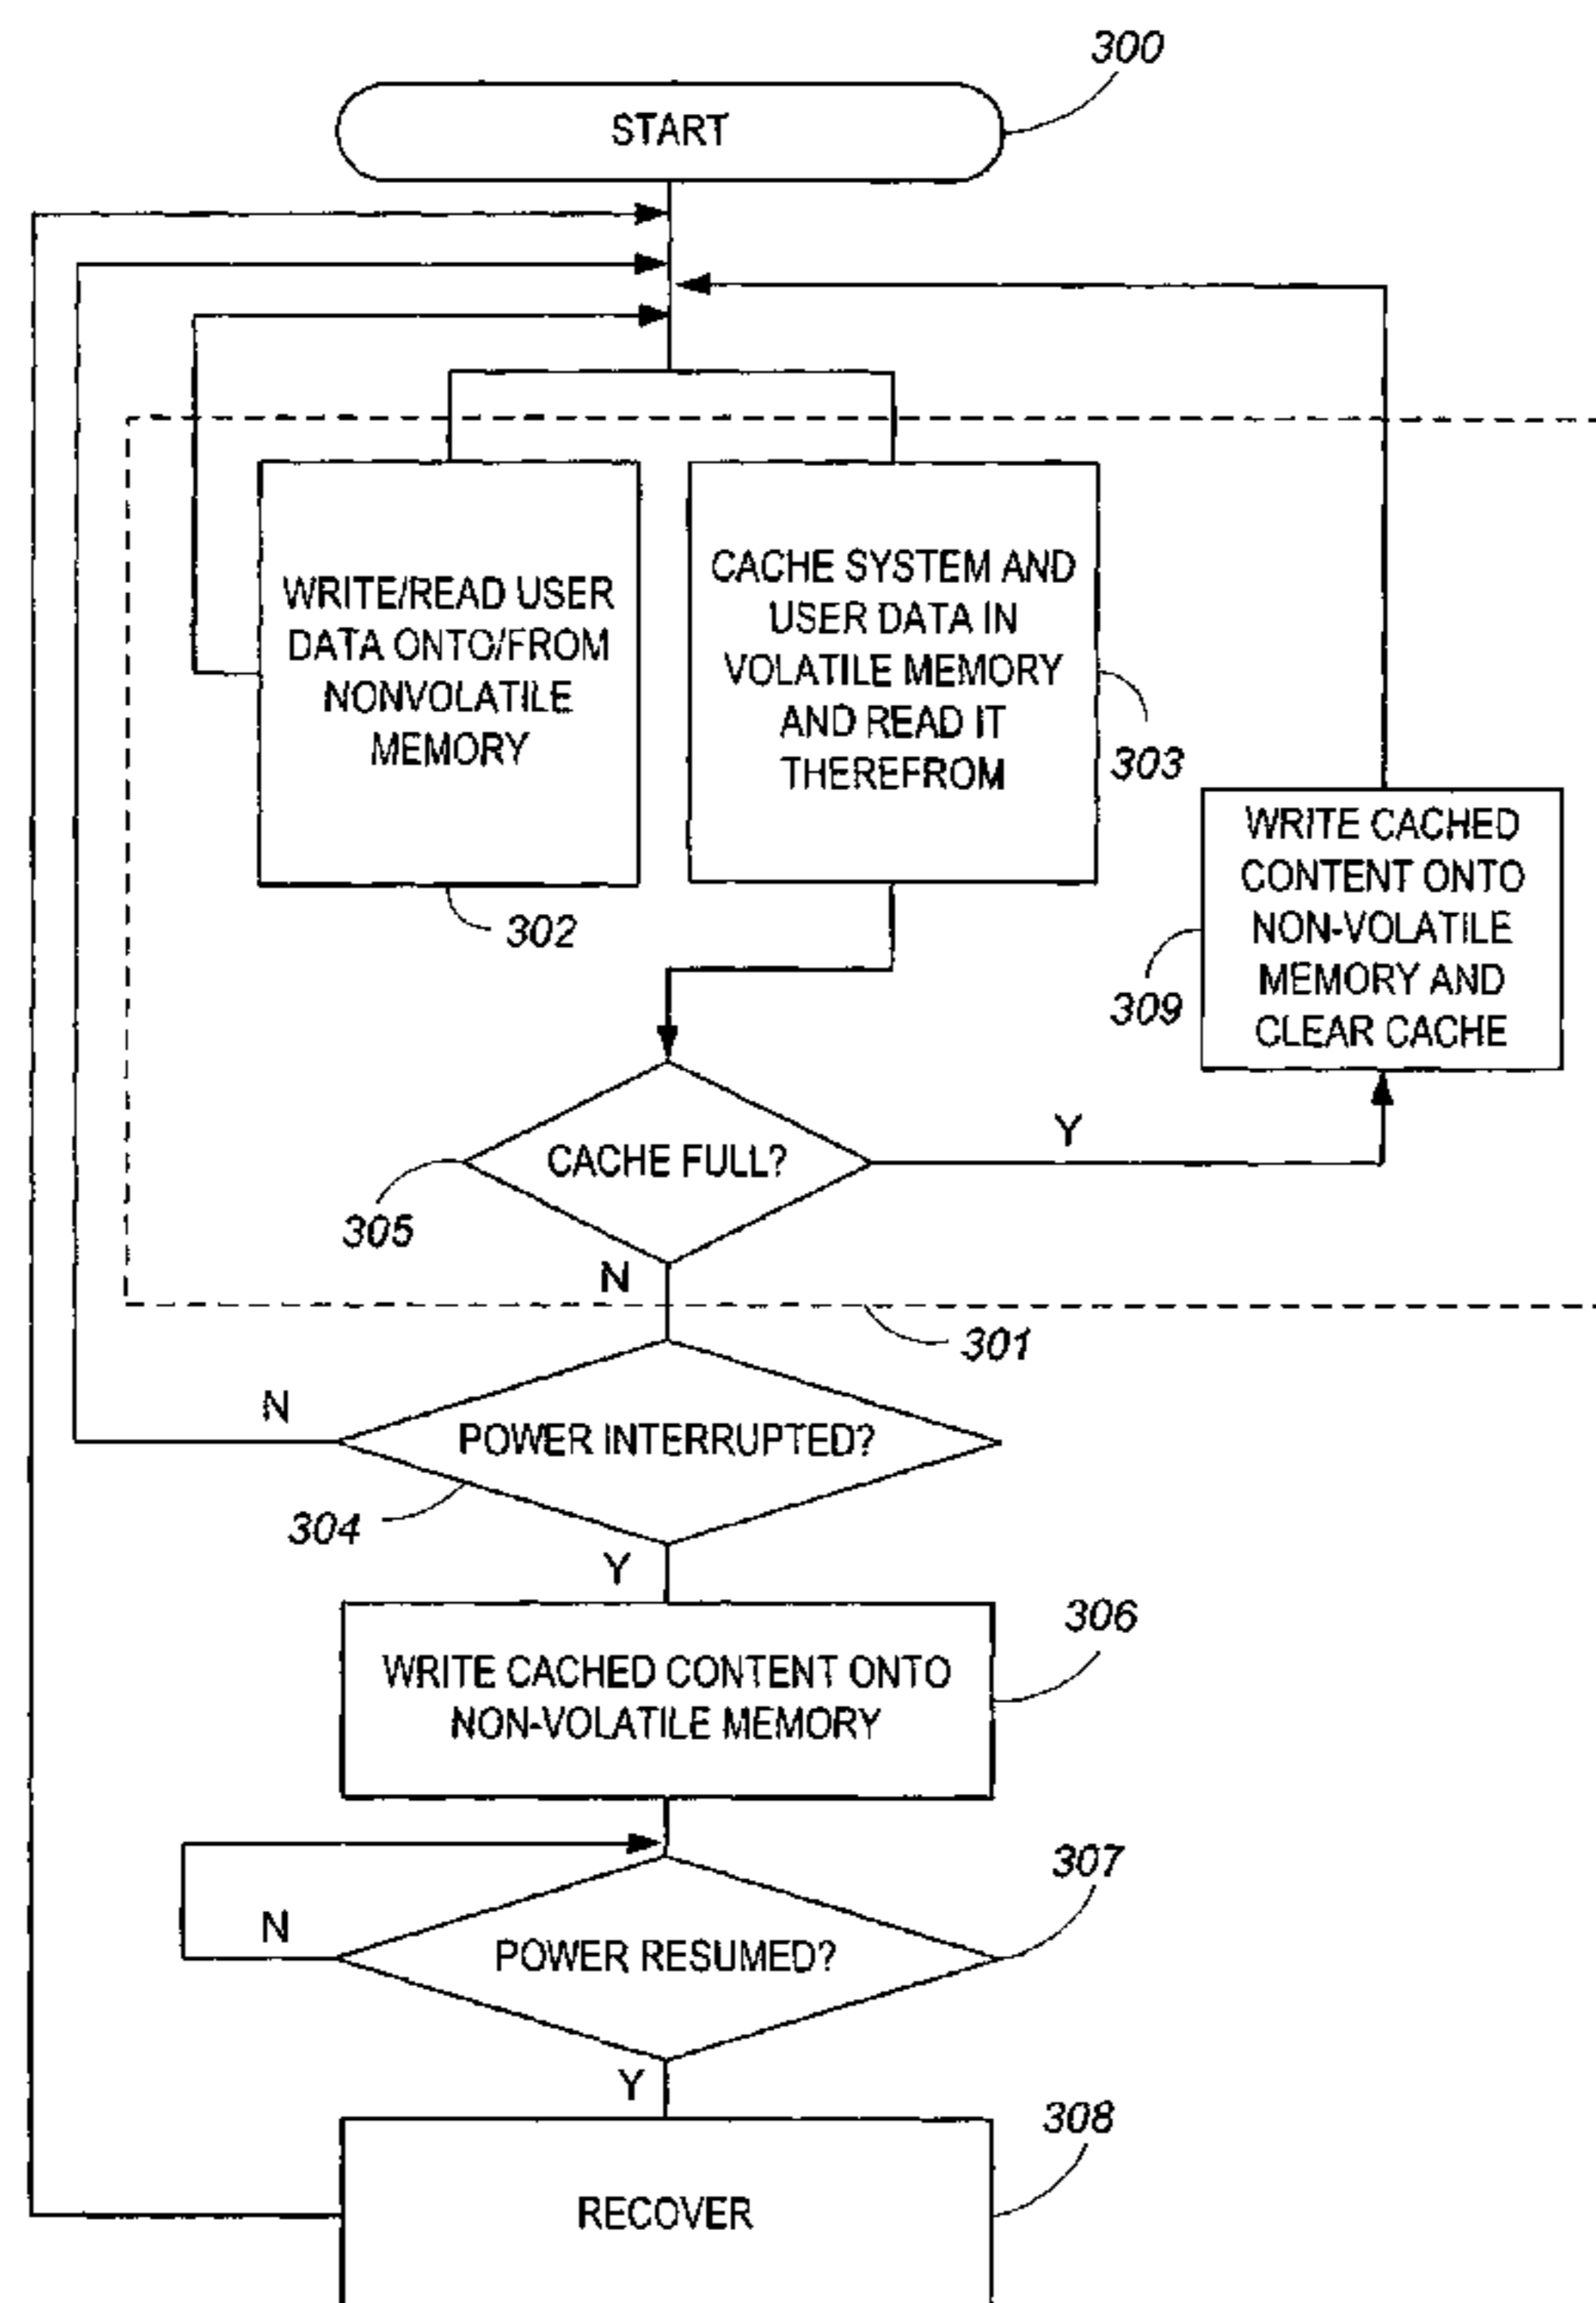 300
START
WRITE/READ USER
DATA ONTO/FROM
NONVOLATILE
MEMORY
302
CACHE SYSTEM AND
USER DATA IN
VOLATILE MEMORY
AND READ IT
THEREFROM
303
WRITE CACHED
CONTENT ONTO
NON-VOLATILE
MEMORY AND
CLEAR CACHE
309
CACHE FULL?
Y
305
N
301
POWER INTERRUPTED?
N
304
Y
306
WRITE CACHED CONTENT ONTO
NON-VOLATILE MEMORY
307
N
POWER RESUMED?
Y
308
RECOVER